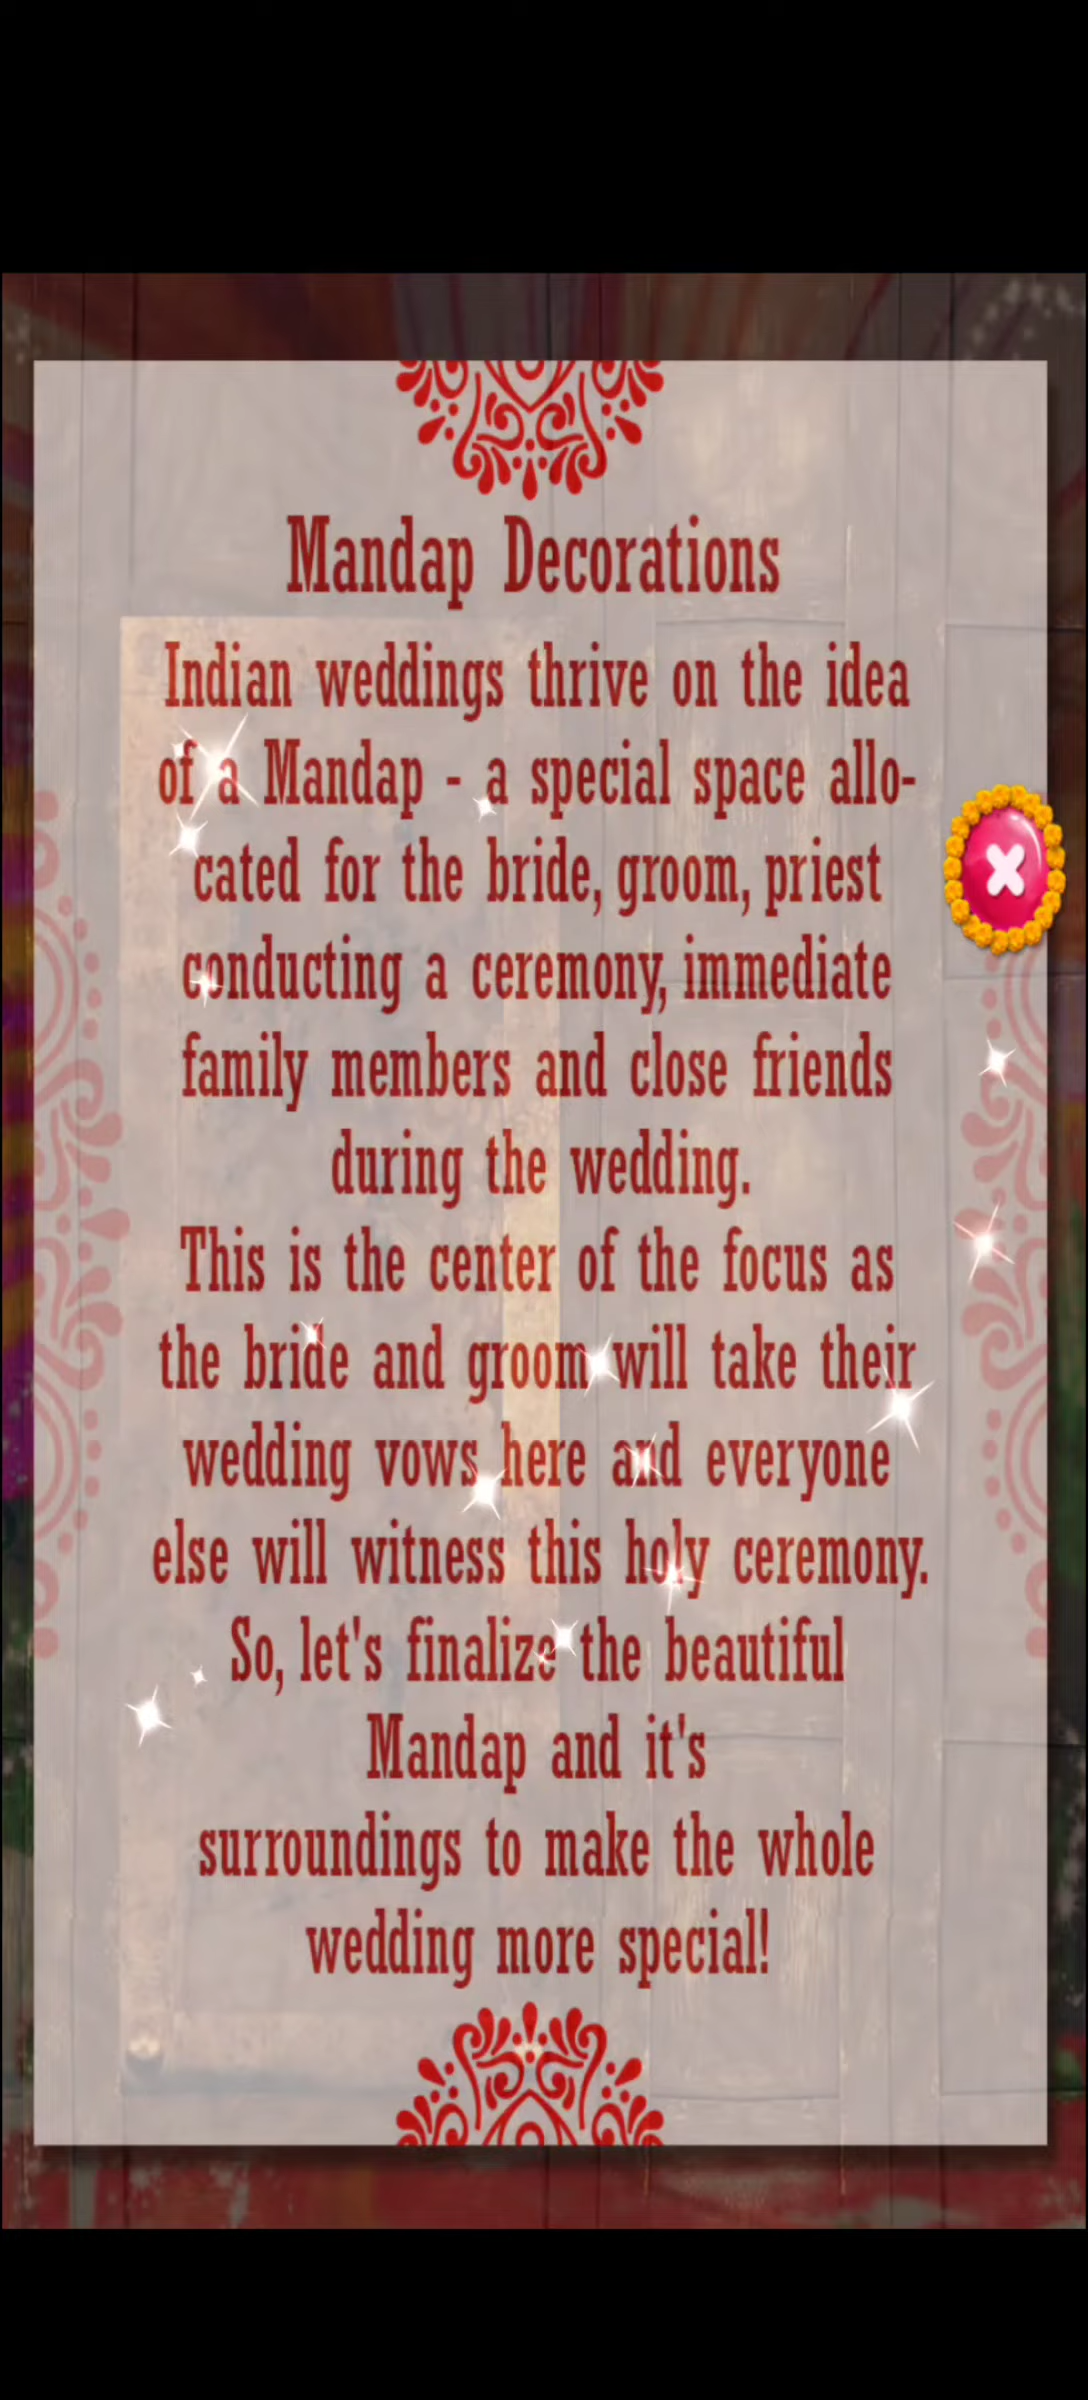 Mandap Decorations
Indian weddings thrive on the idea
of a Mandap - a special space allo-
cated for the bride, groom, priest
conducting a ceremony, immediate
family members and close friends
during the wedding.
This is the center of the focus as
the bride and groom will take their
wedding vows here and everyone
else will witness this holy ceremony.
So, let's finalize the beautiful
Mandap and it's
surroundings to make the whole
wedding more special!